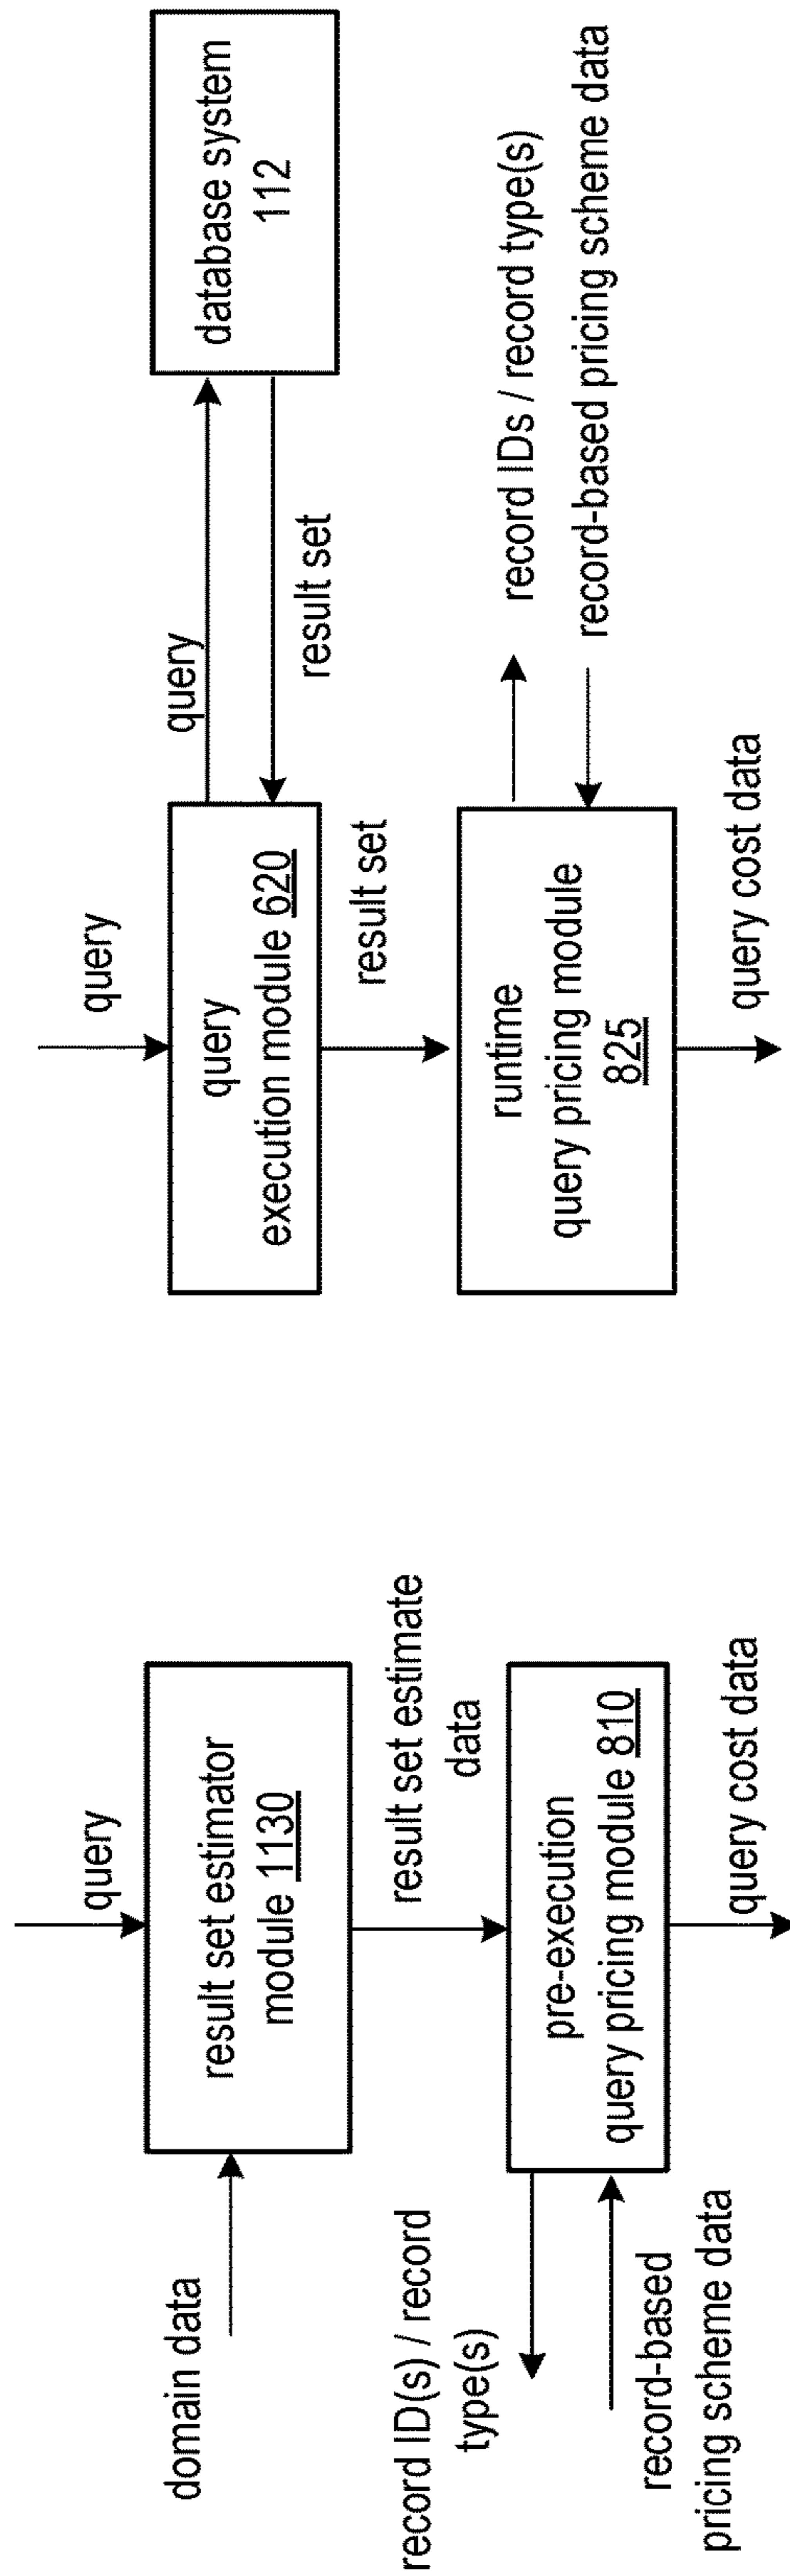 query
domain data
result set estimator
module 1130
result set estimate
data
record ID(s) / record
type(s)
pre-execution
query pricing module 810
record-based
pricing scheme data
query cost data
query
query
execution module 620
query
result set
database system
112
result set
runtime
query pricing module
825
record IDs / record type(s)
record-based pricing scheme data
query cost data